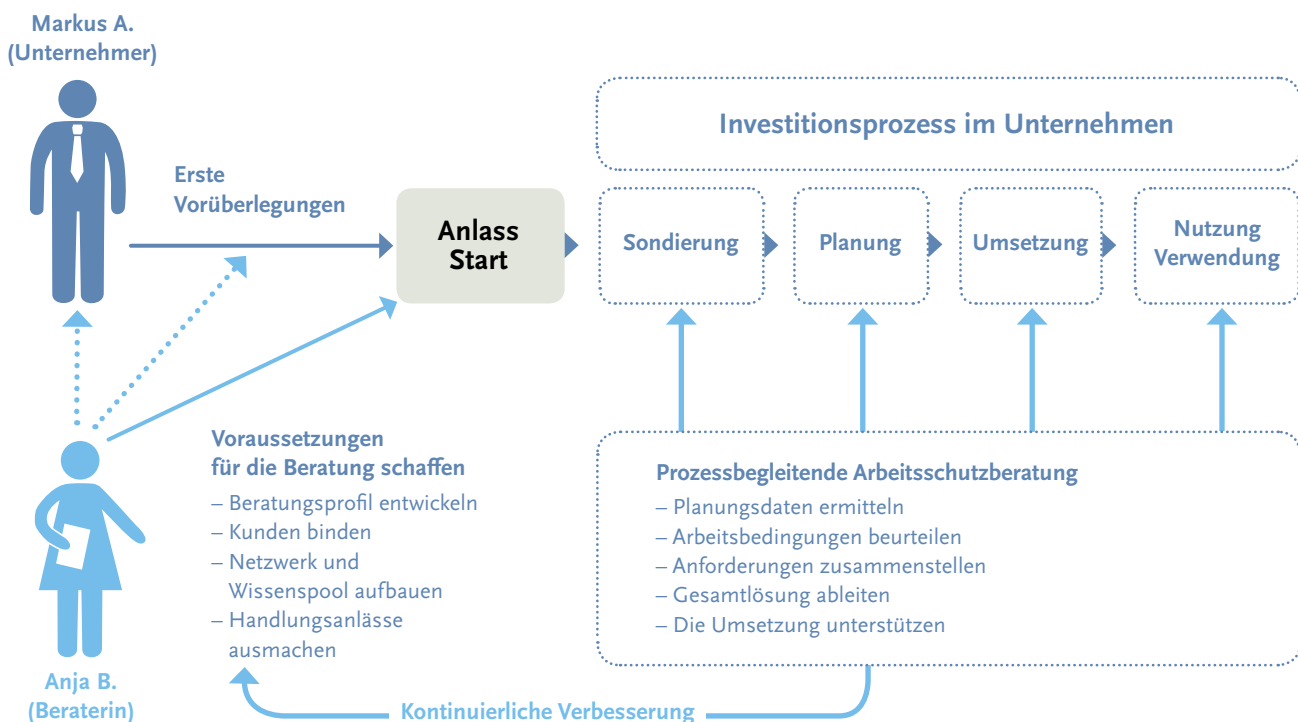 Markus A.
(Unternehmer)
Erste
Vorüberlegungen
Anlass
Start
Investitionsprozess im Unternehmen
Sondierung
Planung
Umsetzung
Nutzung
Verwendung
Voraussetzungen
für die Beratung schaffen
– Beratungsprofil entwickeln
– Kunden binden
– Netzwerk und
Wissenspool aufbauen
– Handlungsanlässe
ausmachen
Prozessbegleitende Arbeitsschutzberatung
– Planungsdaten ermitteln
– Arbeitsbedingungen beurteilen
– Anforderungen zusammenstellen
– Gesamtlösung ableiten
– Die Umsetzung unterstützen
Anja B.
(Beraterin)
Kontinuierliche Verbesserung